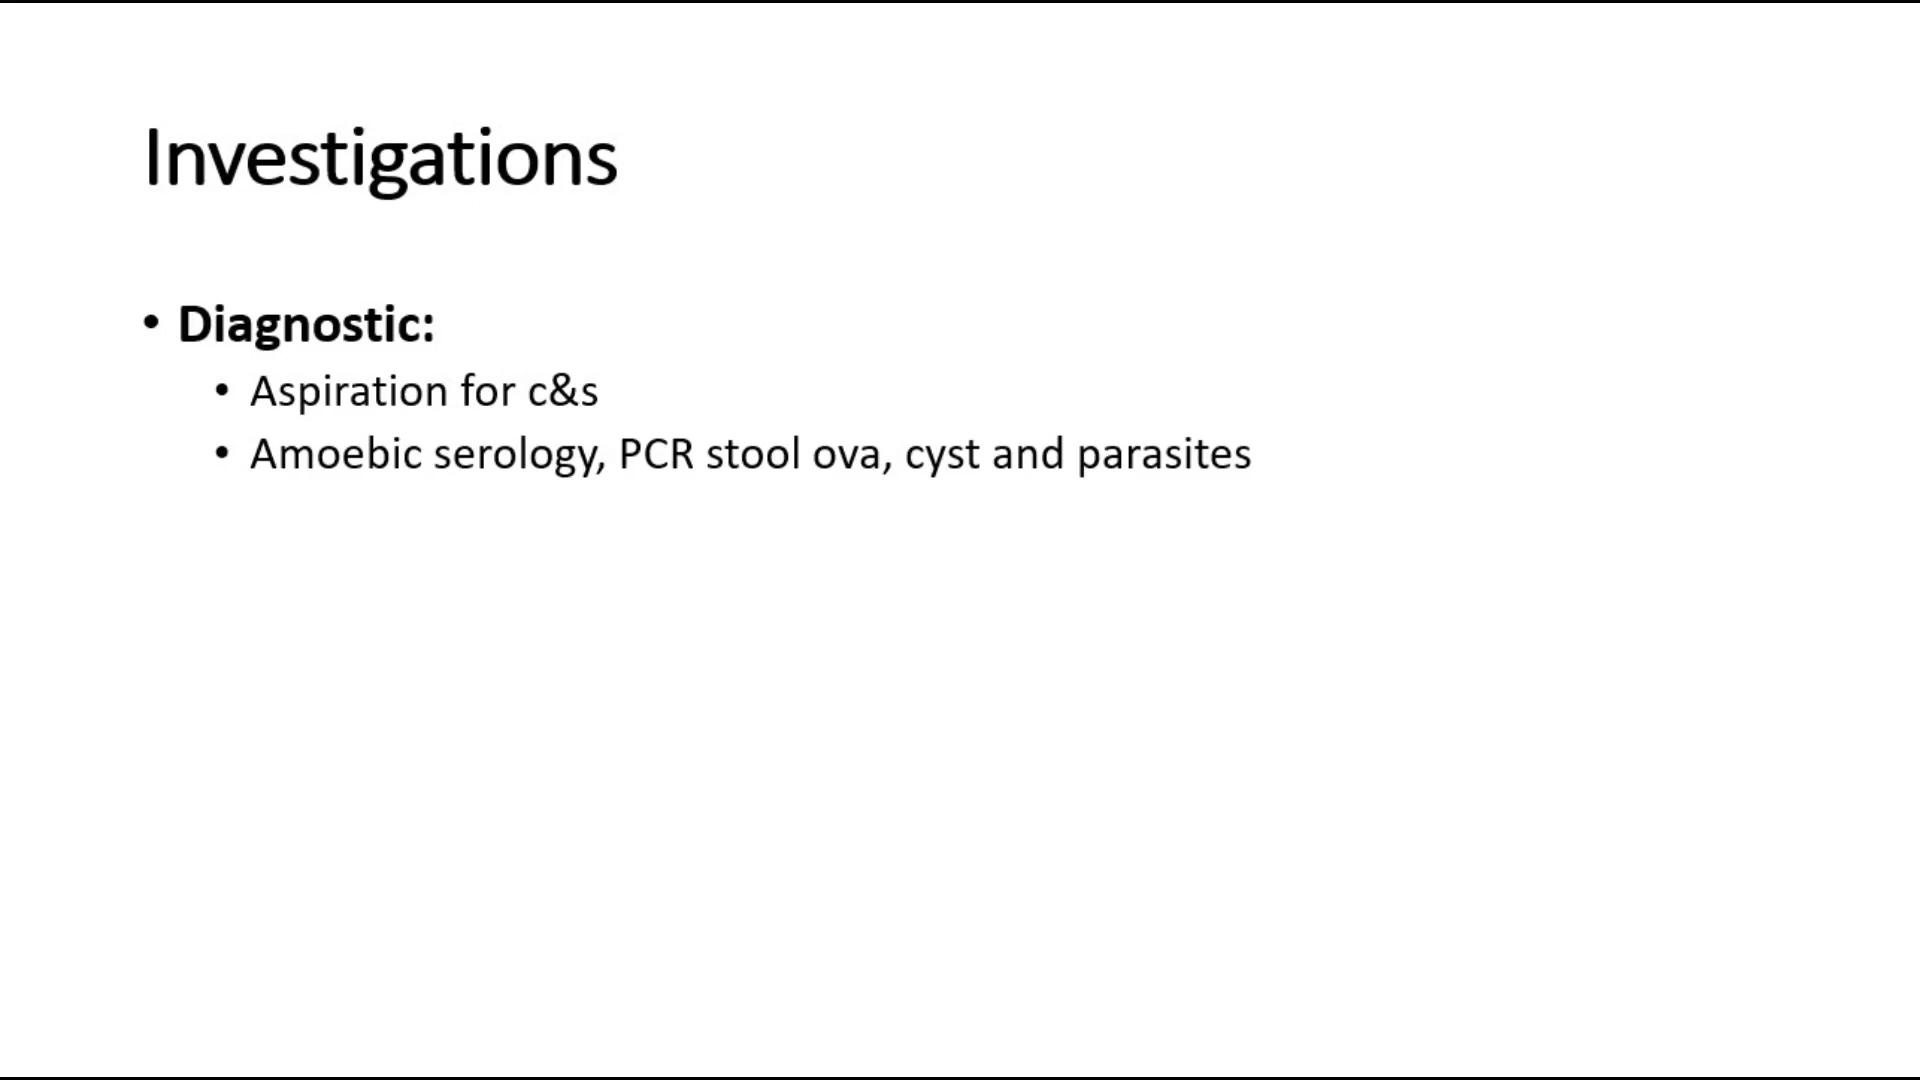 Investigations
• Diagnostic:
• Aspiration for c&s
• Amoebic serology, PCR stool ova, cyst and parasites